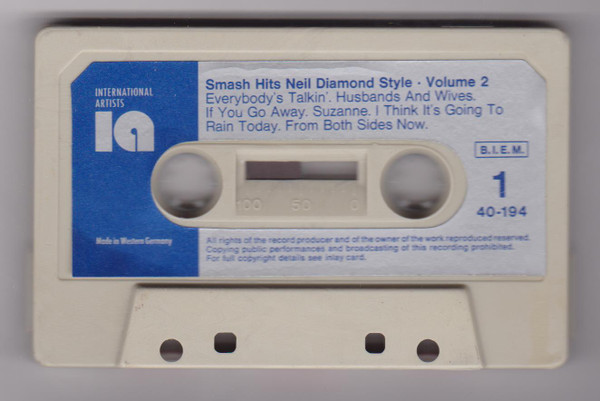 INTERNATIONAL
ARTISTS
Ia
Smash Hits Neil Diamond Style · Volume 2
Everybody's Talkin'. Husbands And Wives.
If You Go Away. Suzanne. I Think It's Going To
Rain Today. From Both Sides Now.
B.I.E.M.
1
40-194
100 50 0
Made in Western Germany
All rights of the record producer and of the owner of the work reproduced reserved.
Copying public performances and broadcasting of this recording prohibited.
For full copyright details see inlay card.